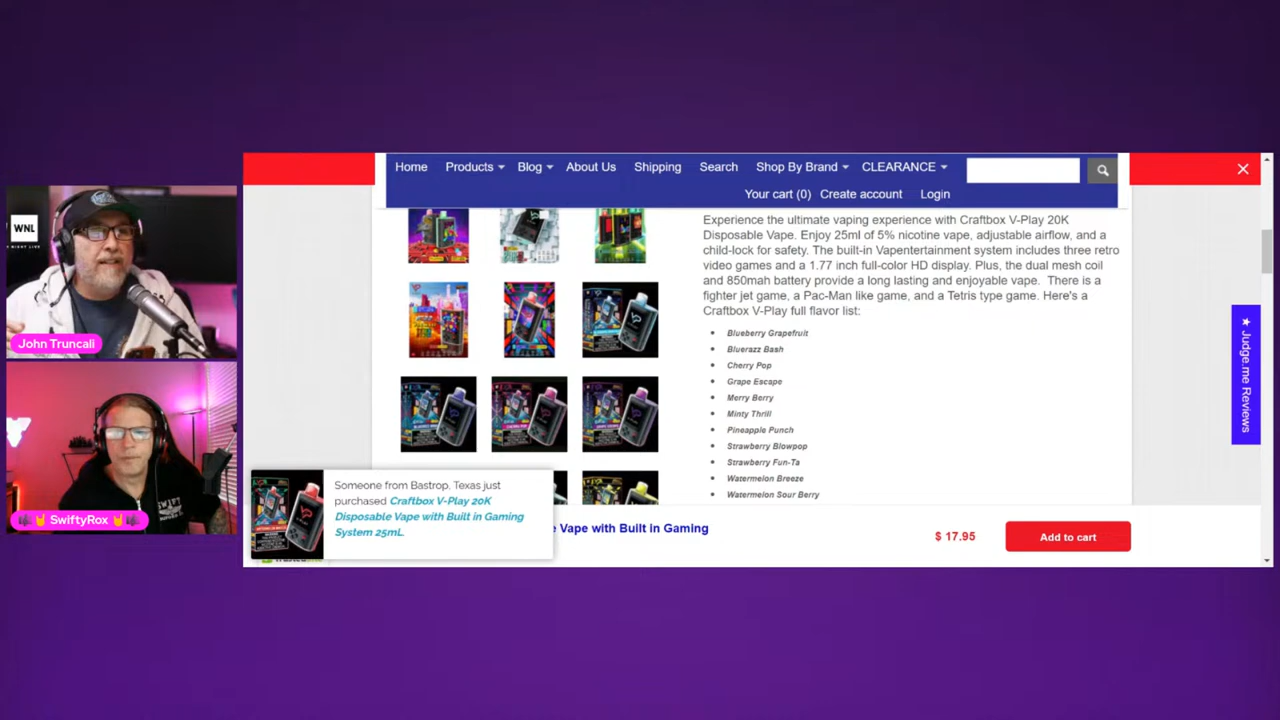 WNL
NIGHT LIVE
John Truncali
🤘 SwIftyRox 🤘
Home Products Blog About Us Shipping Search Shop By Brand CLEARANCE
Your cart (0) Create account Login
Experience the ultimate vaping experience with Craftbox V-Play 20K
Disposable Vape. Enjoy 25ml of 5% nicotine vape, adjustable airflow, and a
child-lock for safety. The built-in Vapentertainment system includes three retro
video games and a 1.77 inch full-color HD display. Plus, the dual mesh coil
and 850mah battery provide a long lasting and enjoyable vape. There is a
fighter jet game, a Pac-Man like game, and a Tetris type game. Here's a
Craftbox V-Play full flavor list:
Blueberry Grapefruit
Bluerazz Bash
Cherry Pop
Grape Escape
Merry Berry
Minty Thrill
Pineapple Punch
Strawberry Blowpop
Strawberry Fun-Ta
Watermelon Breeze
Watermelon Sour Berry
★ Judge.me Reviews
Someone from Bastrop, Texas just
purchased Craftbox V-Play 20K
Disposable Vape with Built in Gaming
System 25mL.
Vape with Built in Gaming
$ 17.95
Add to cart